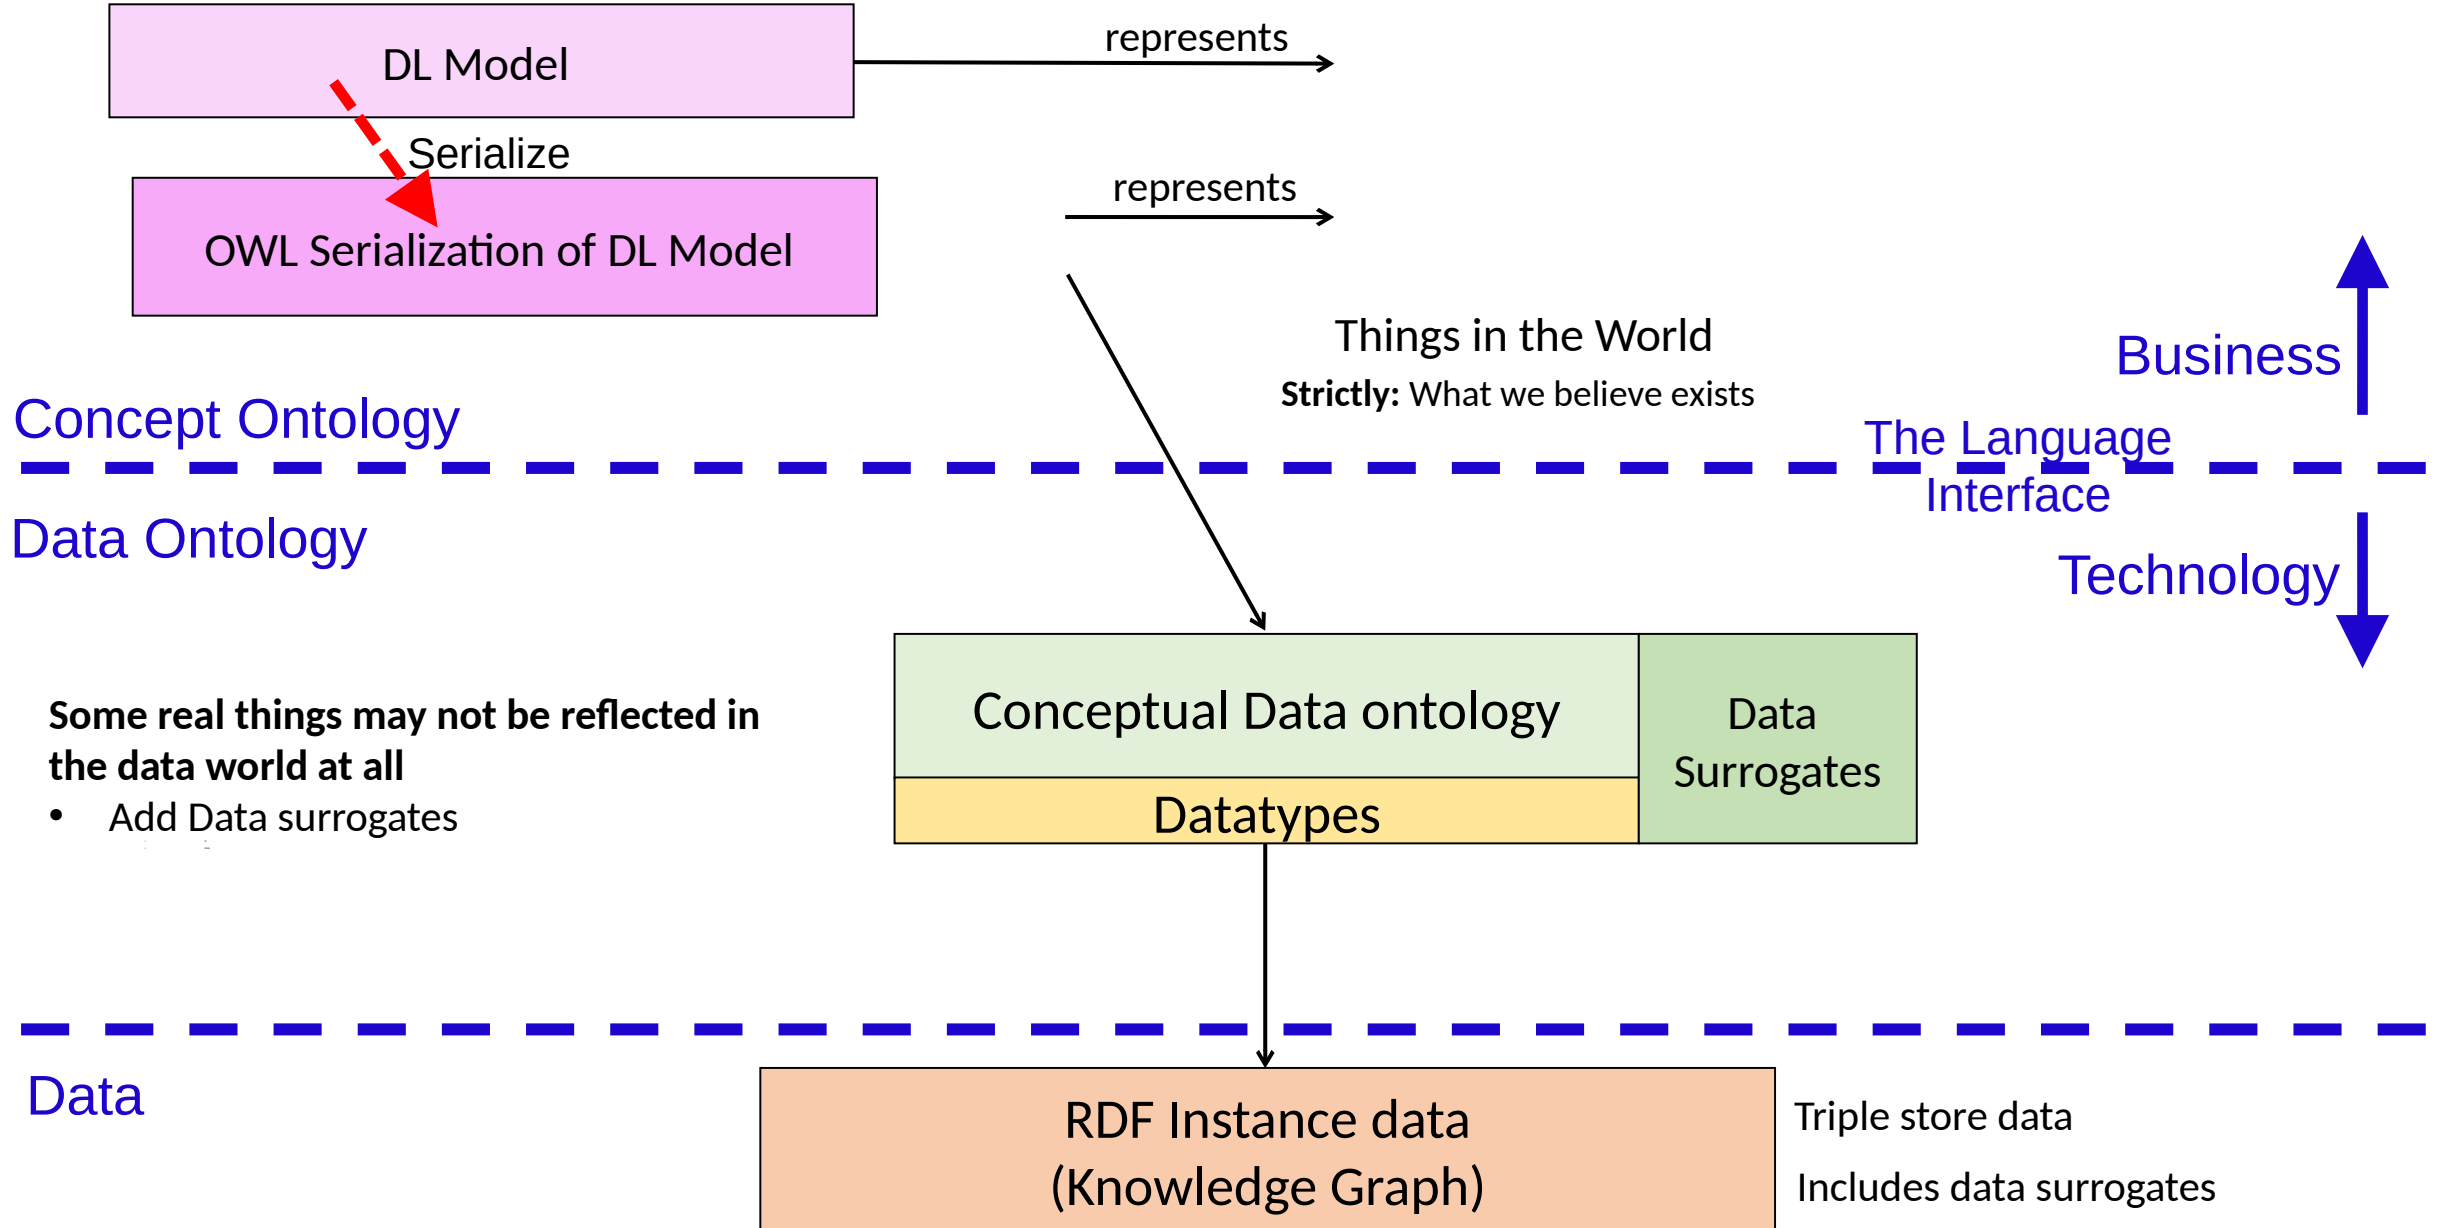 DL Model
represents
Serialize
represents
OWL Serialization of DL Model
Things in the World
Business
Strictly: What we believe exists
Concept Ontology
The Language
Interface
Data Ontology
Technology
Conceptual Data ontology
Data
Surrogates
Some real things may not be reflected in
the data world at all
• Add Data surrogates
Datatypes
Data
RDF Instance data
(Knowledge Graph)
Triple store data
Includes data surrogates